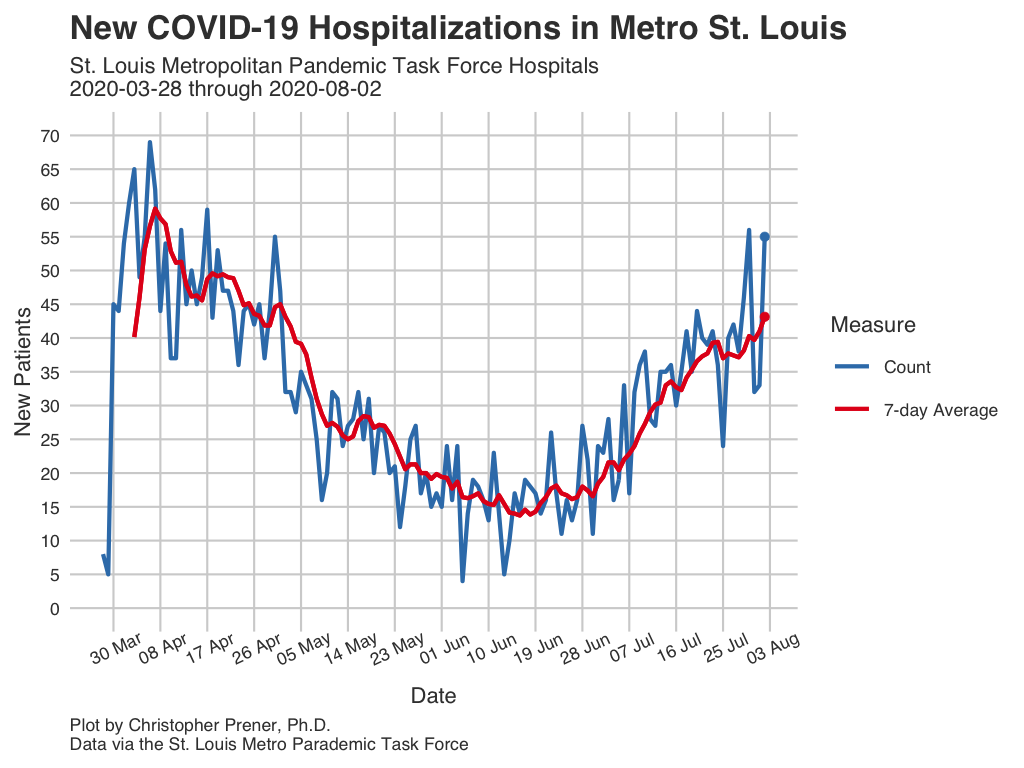 New COVID-19 Hospitalizations in Metro St. Louis
St. Louis Metropolitan Pandemic Task Force Hospitals
2020-03-28 through 2020-08-02
70
65
60
55
50
45
40
35
30
25
20
15
10
5
0
New Patients
30 Mar
08 Apr
17 Apr
26 Apr
05 May
14 May
23 May
01 Jun
10 Jun
19 Jun
28 Jun
07 Jul
16 Jul
25 Jul
03 Aug
Date
Measure
Count
7-day Average
Plot by Christopher Prener, Ph.D.
Data via the St. Louis Metro Parademic Task Force